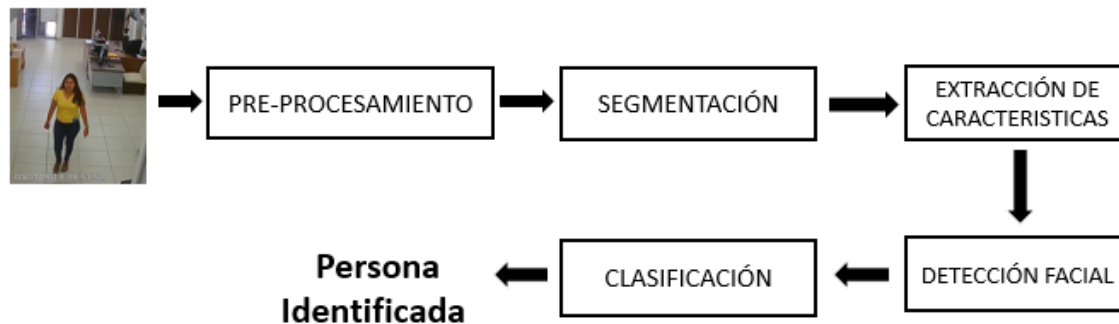 PRE-PROCESAMIENTO
SEGMENTACIÓN
EXTRACCIÓN DE
CARACTERISTICAS
DETECCIÓN FACIAL
CLASIFICACIÓN
Persona
Identificada